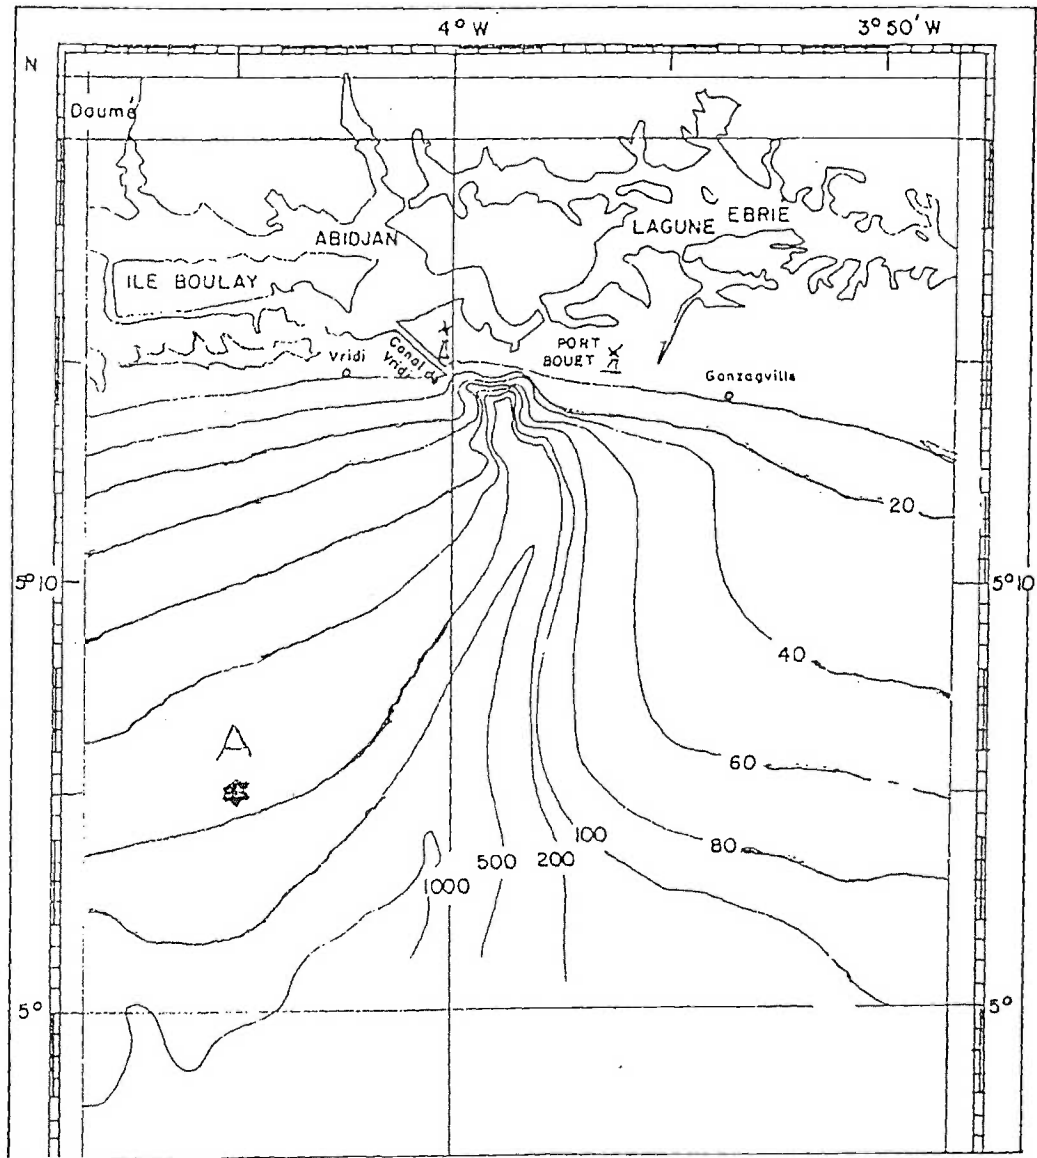 4° W
3° 50' W
N
Daumé
LAGUNE EBRIE
ABIDJAN
ILE BOULAY
PORT
BOUET
Vridi
Canal de
Vridi
Gonzagville
20
5° 10
5° 10
40
A
60
80
100
200
500
1000
5°
5°